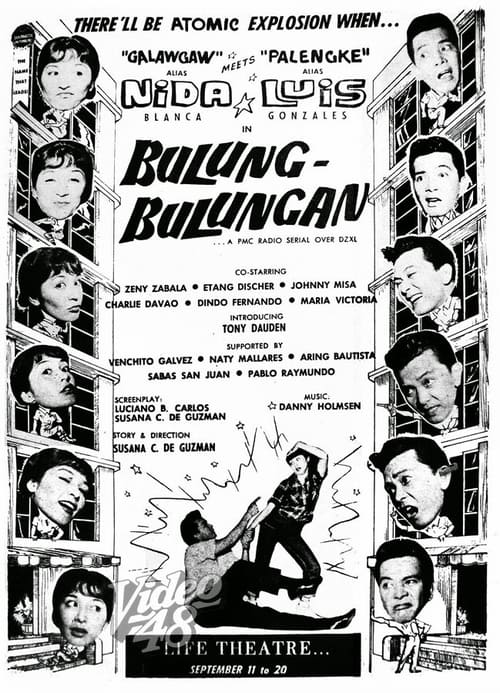 THERE'LL BE ATOMIC EXPLOSION WHEN...
THE
NAME
THAT
LEADS!
"GALAWGAW" MEETS "PALENGKE"
ALIAS ALIAS
NIDA LUIS
BLANCA GONZALES
IN
BULUNG-
BULUNGAN
...A PMC RADIO SERIAL OVER DZXL
CO-STARRING
ZENY ZABALA • ETANG DISCHER • JOHNNY MISA
CHARLIE DAVAO • DINDO FERNANDO • MARIA VICTORIA
INTRODUCING
TONY DAUDEN
SUPPORTED BY
VENCHITO GALVEZ • NATY MALLARES • ARING BAUTISTA
SABAS SAN JUAN • PABLO RAYMUNDO
SCREENPLAY:
LUCIANO B. CARLOS
SUSANA C. DE GUZMAN
MUSIC:
DANNY HOLMSEN
STORY & DIRECTION
SUSANA C. DE GUZMAN
Video
48
LIFE THEATRE...
SEPTEMBER 11 to 20